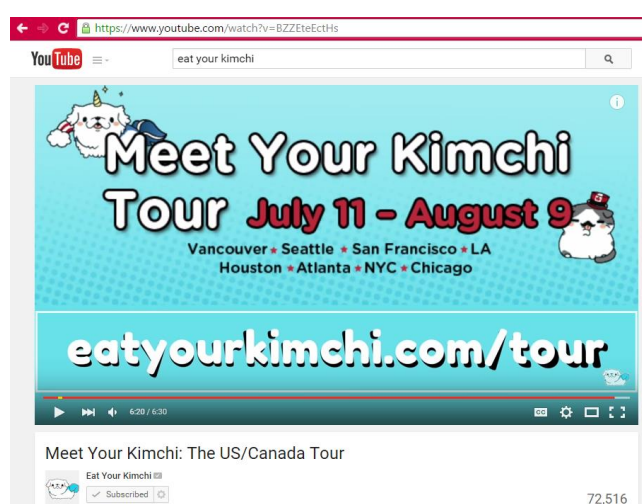 https://www.youtube.com/watch?v=BZZEteEctHs
YouTube
eat your kimchi
Meet Your Kimchi
Tour July 11 - August 9
Vancouver ★ Seattle ★ San Francisco ★ LA
Houston ★ Atlanta ★ NYC ★ Chicago
eatyourkimchi.com/tour
6:20 / 6:30
CC
Meet Your Kimchi: The US/Canada Tour
Eat Your Kimchi
✓ Subscribed
72,516